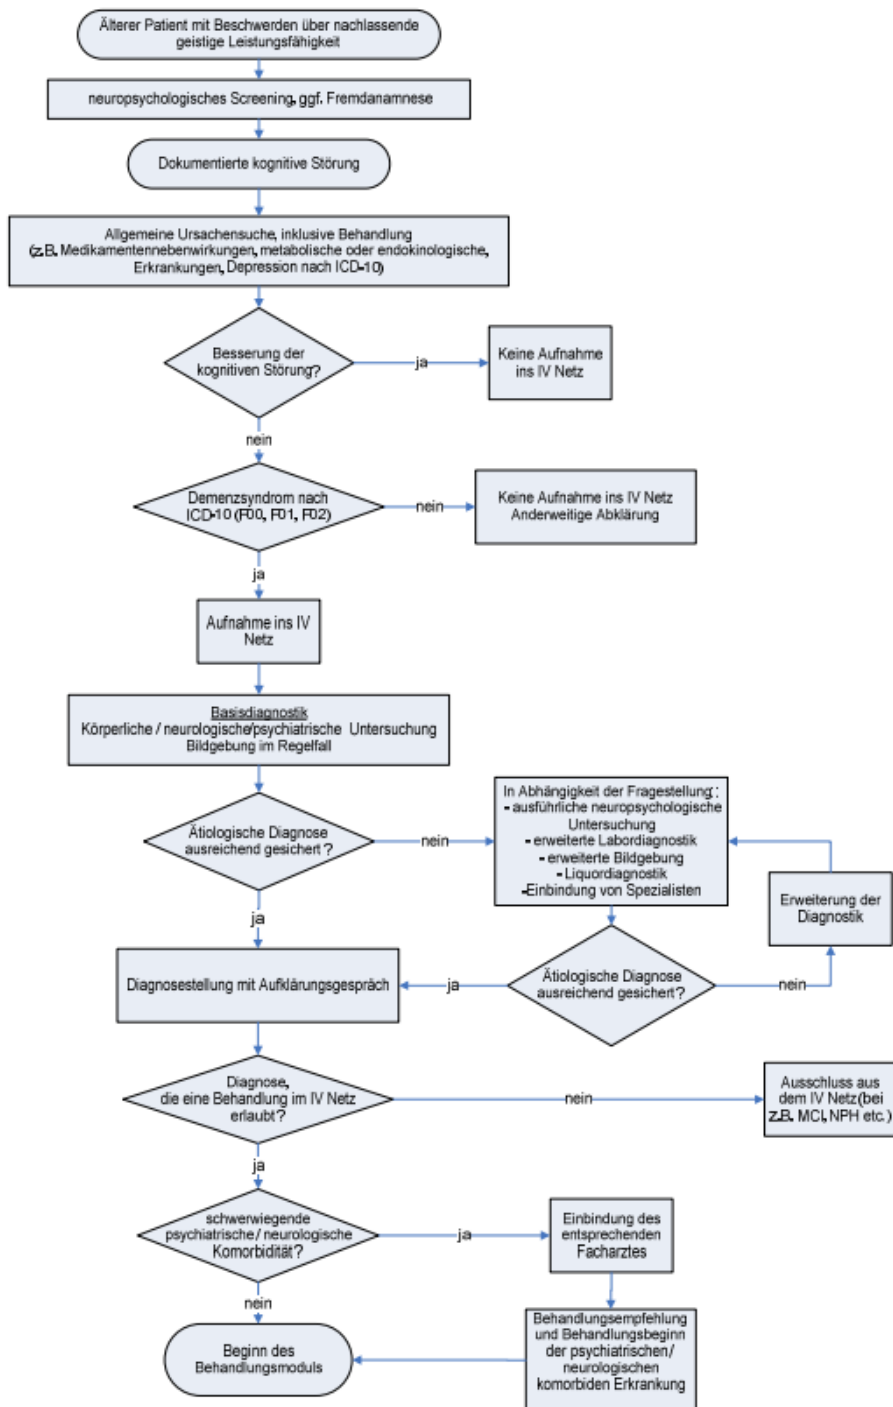 Älterer Patient mit Beschwerden über nachlassende
geistige Leistungsfähigkeit
neuropsychologisches Screening, ggf. Fremdanamnese
Dokumentierte kognitive Störung
Allgemeine Ursachensuche, inklusive Behandlung
(z.B. Medikamentennebenwirkungen, metabolische oder endokinologische,
Erkrankungen, Depression nach ICD-10)
Besserung der
kognitiven Störung?
ja
Keine Aufnahme
ins IV Netz
nein
Demenzsyndrom nach
ICD-10 (F00, F01, F02)
nein
Keine Aufnahme ins IV Netz
Anderweitige Abklärung
ja
Aufnahme ins IV
Netz
Basisdiagnostik
Körperliche / neurologische/psychiatrische Untersuchung
Bildgebung im Regelfall
Ätiologische Diagnose
ausreichend gesichert?
nein
In Abhängigkeit der Fragestellung::
- ausführliche neuropsychologische
Untersuchung
- erweiterte Labordiagnostik
- erweiterte Bildgebung
- Liquordiagnostik
-Einbindung von Spezialisten
Erweiterung der
Diagnostik
ja
Diagnosestellung mit Aufklärungsgespräch
ja
Ätiologische Diagnose
ausreichend gesichert?
nein
Diagnose,
die eine Behandlung im IV Netz
erlaubt?
nein
Ausschluss aus
dem IV Netz(bei
z.B. MCI, NPH etc.)
ja
schwerwiegende
psychiatrische/ neurologische
Komorbidität?
ja
Einbindung des
entsprechenden
Facharztes
nein
Beginn des
Behandlungsmoduls
Behandlungsempfehlung
und Behandlungsbeginn
der psychiatrischen/
neurologischen
komorbiden Erkrankung